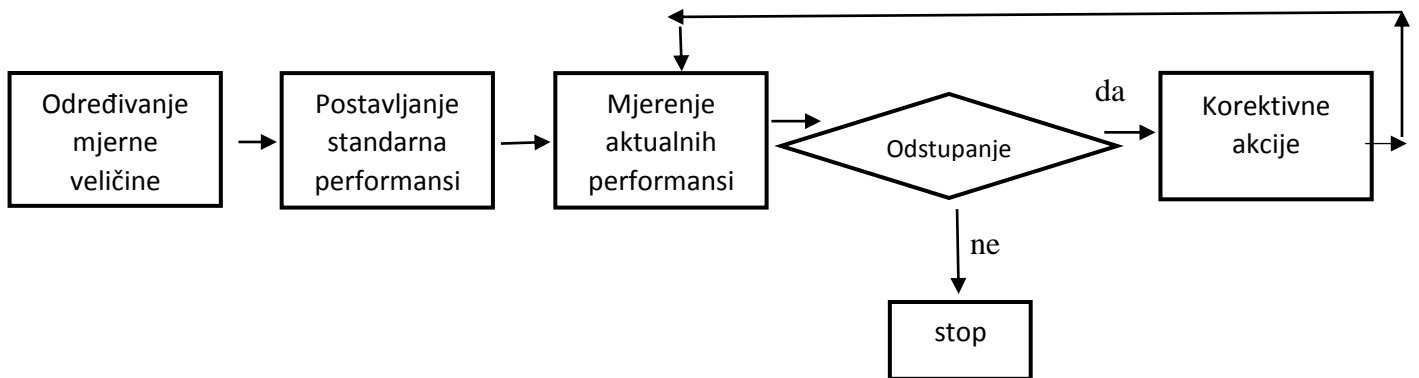 Određivanje
mjerne
veličine
Postavljanje
standarna
performansi
Mjerenje
aktualnih
performansi
Odstupanje
da
Korektivne
akcije
ne
stop